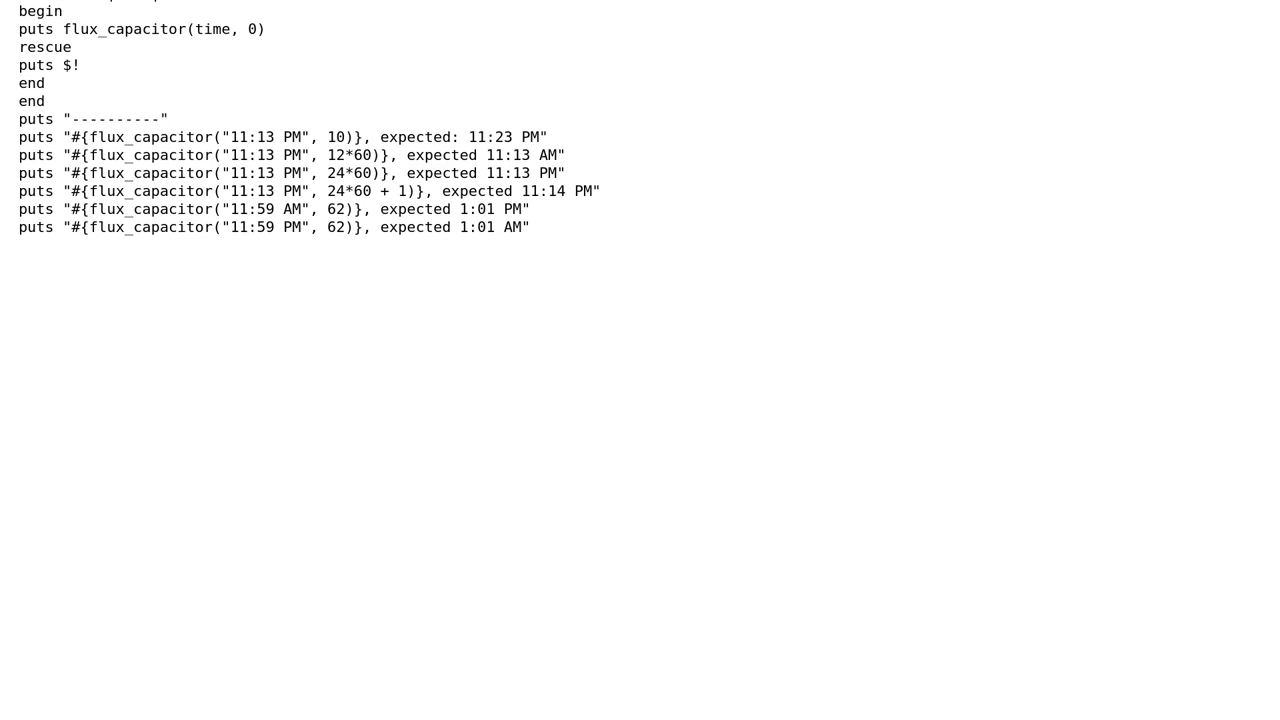 begin
puts flux_capacitor(time, 0)
rescue
puts $!
end
end
puts "----------"
puts "#{flux_capacitor("11:13 PM", 10)}, expected: 11:23 PM"
puts "#{flux_capacitor("11:13 PM", 12*60)}, expected 11:13 AM"
puts "#{flux_capacitor("11:13 PM", 24*60)}, expected 11:13 PM"
puts "#{flux_capacitor("11:13 PM", 24*60 + 1)}, expected 11:14 PM"
puts "#{flux_capacitor("11:59 AM", 62)}, expected 1:01 PM"
puts "#{flux_capacitor("11:59 PM", 62)}, expected 1:01 AM"